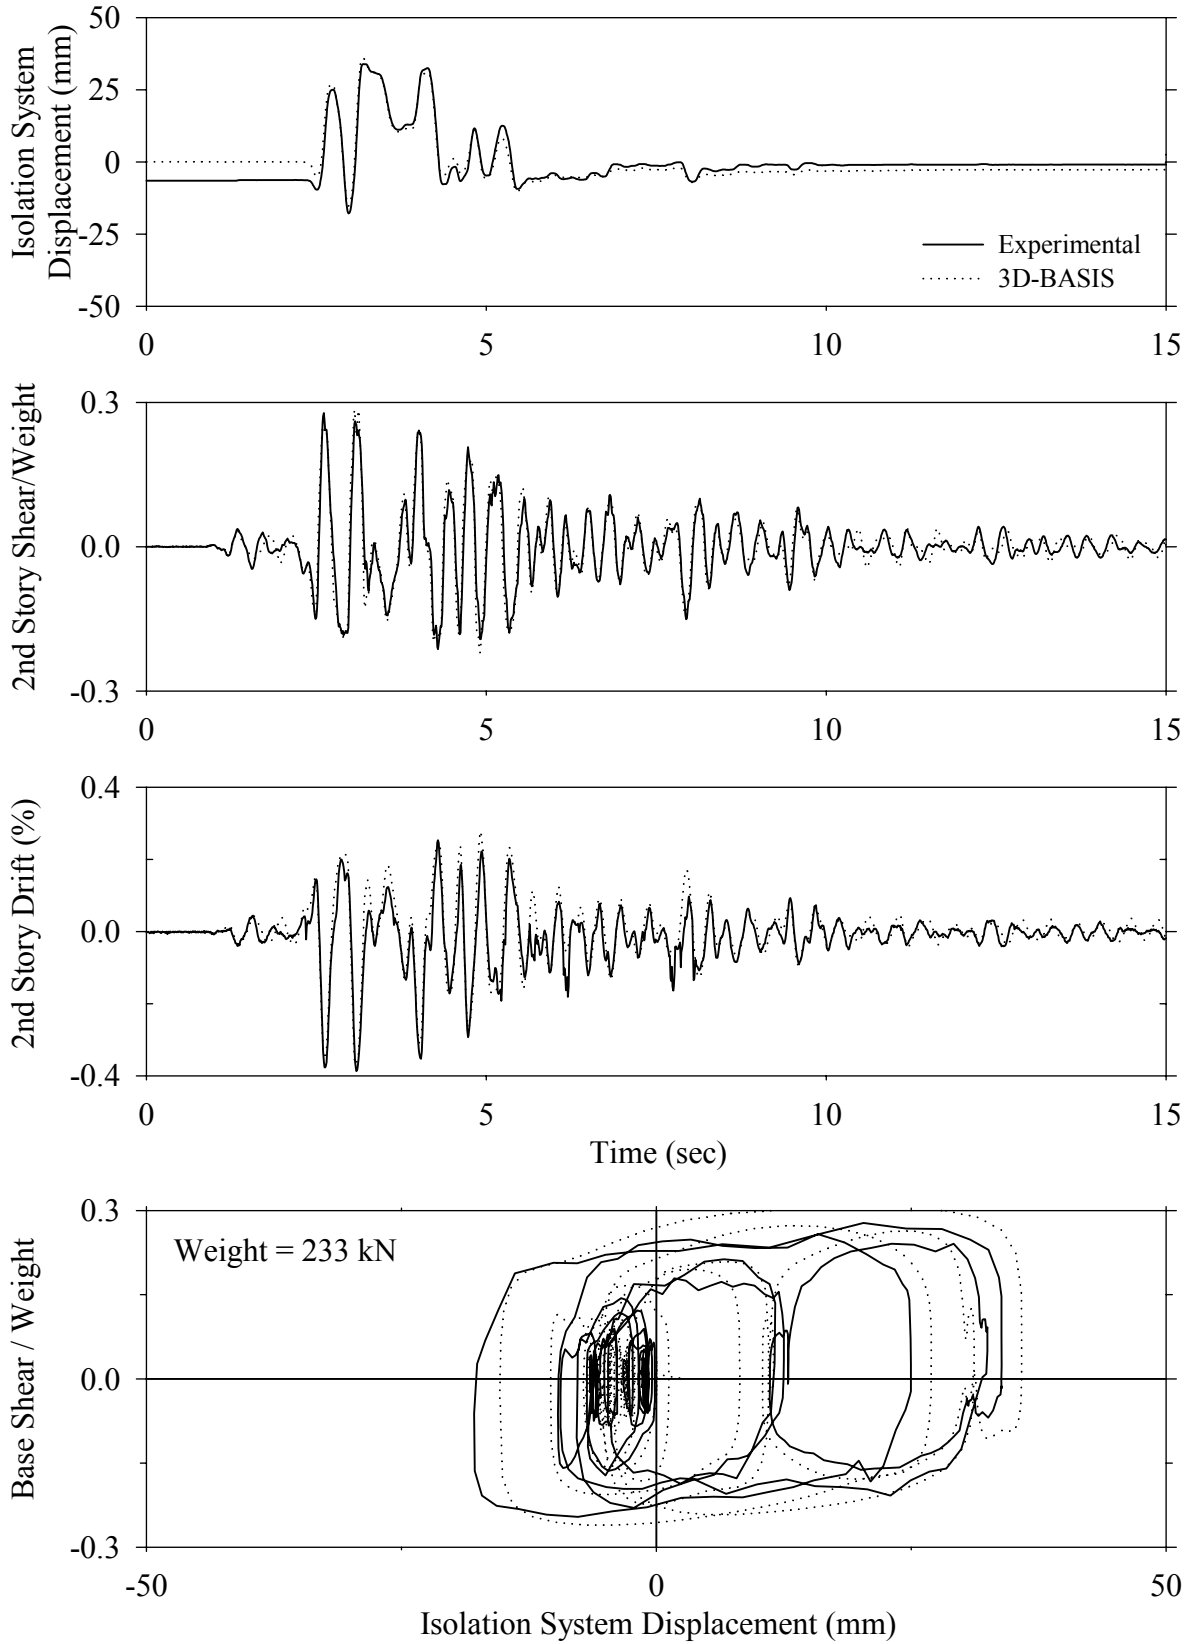 50
25
0
-25
-50
Isolation System
Displacement (mm)
Experimental
3D-BASIS
0 5 10 15
0.3
0.0
-0.3
2nd Story Shear/Weight
0 5 10 15
0.4
0.0
-0.4
2nd Story Drift (%)
0 5 10 15
Time (sec)
0.3
0.0
-0.3
Base Shear / Weight
Weight = 233 kN
-50 0 50
Isolation System Displacement (mm)